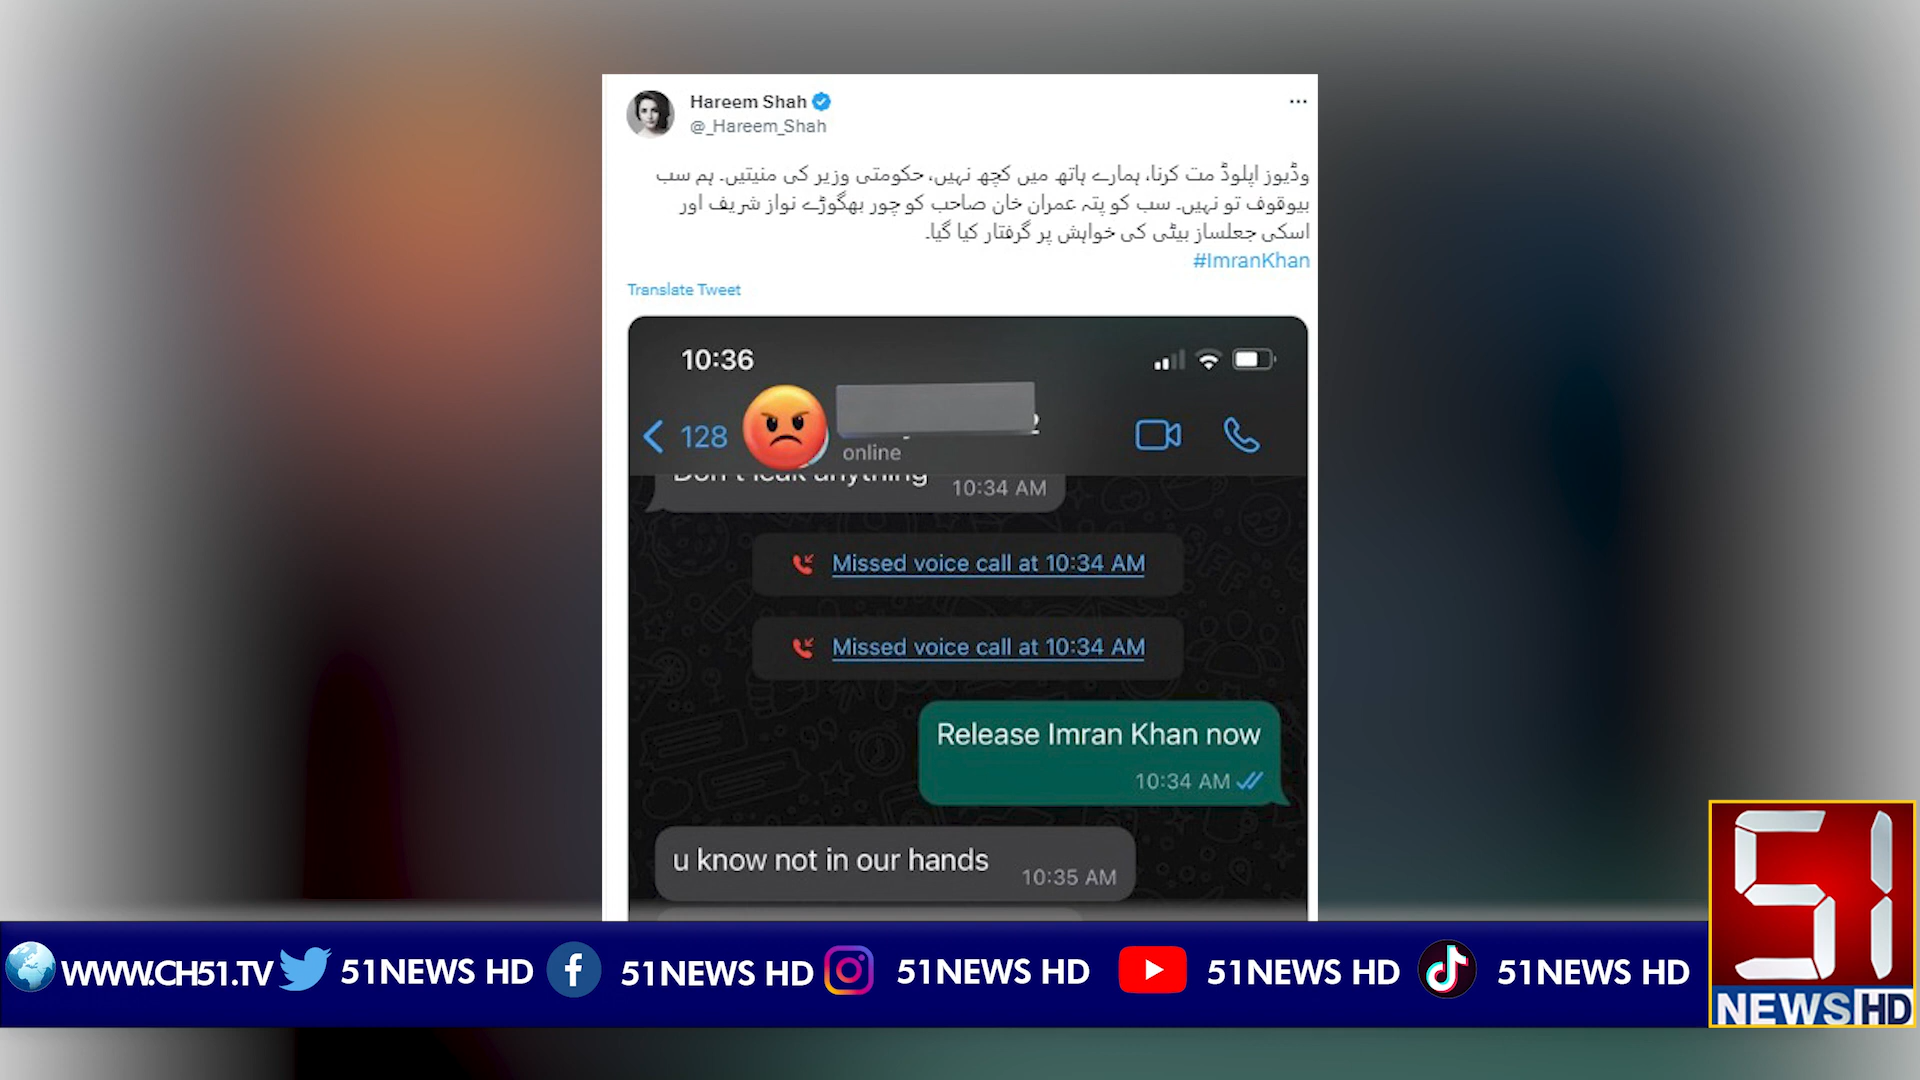 Hareem Shah
@_Hareem_Shah
وڈیوز اپلوڈ مت کرنا، ہمارے ہاتھ میں کچھ نہیں، حکومتی وزیر کی منیتیں۔ ہم سب
بیوقوف تو نہیں۔ سب کو پتہ عمران خان صاحب کو چور بھگوڑے نواز شریف اور
اسکی جعلساز بیٹی کی خواہش پر گرفتار کیا گیا۔
#ImranKhan
Translate Tweet
10:36
128
online
Don't leak anything 10:34 AM
Missed voice call at 10:34 AM
Missed voice call at 10:34 AM
Release Imran Khan now
10:34 AM
u know not in our hands 10:35 AM
WWW.CH51.TV 51NEWS HD 51NEWS HD 51NEWS HD 51NEWS HD 51NEWS HD
51
NEWS HD